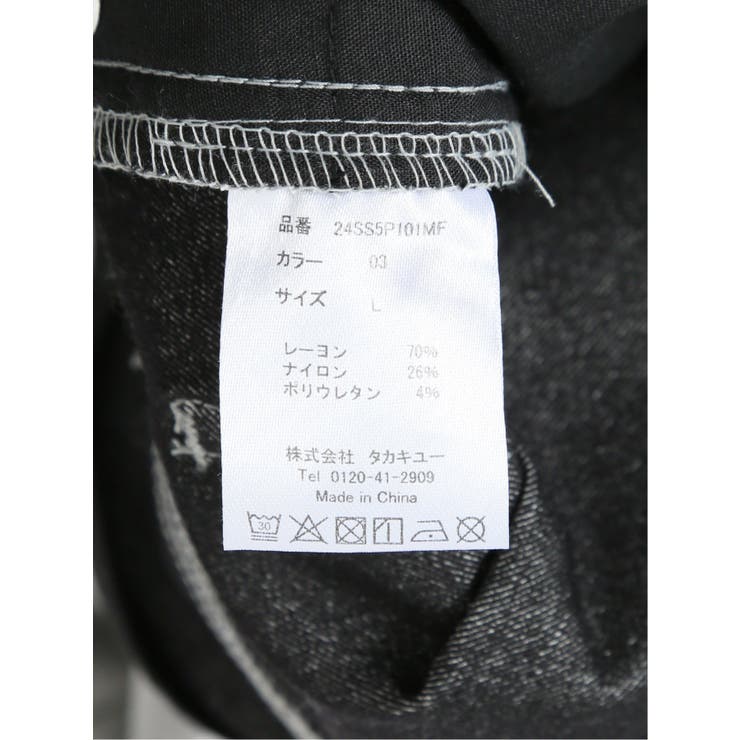 品番 24SS5P101MF
カラー 03
サイズ L
レーヨン 70%
ナイロン 26%
ポリウレタン 4%
株式会社 タカキユー
Tel 0120-41-2909
Made in China
30